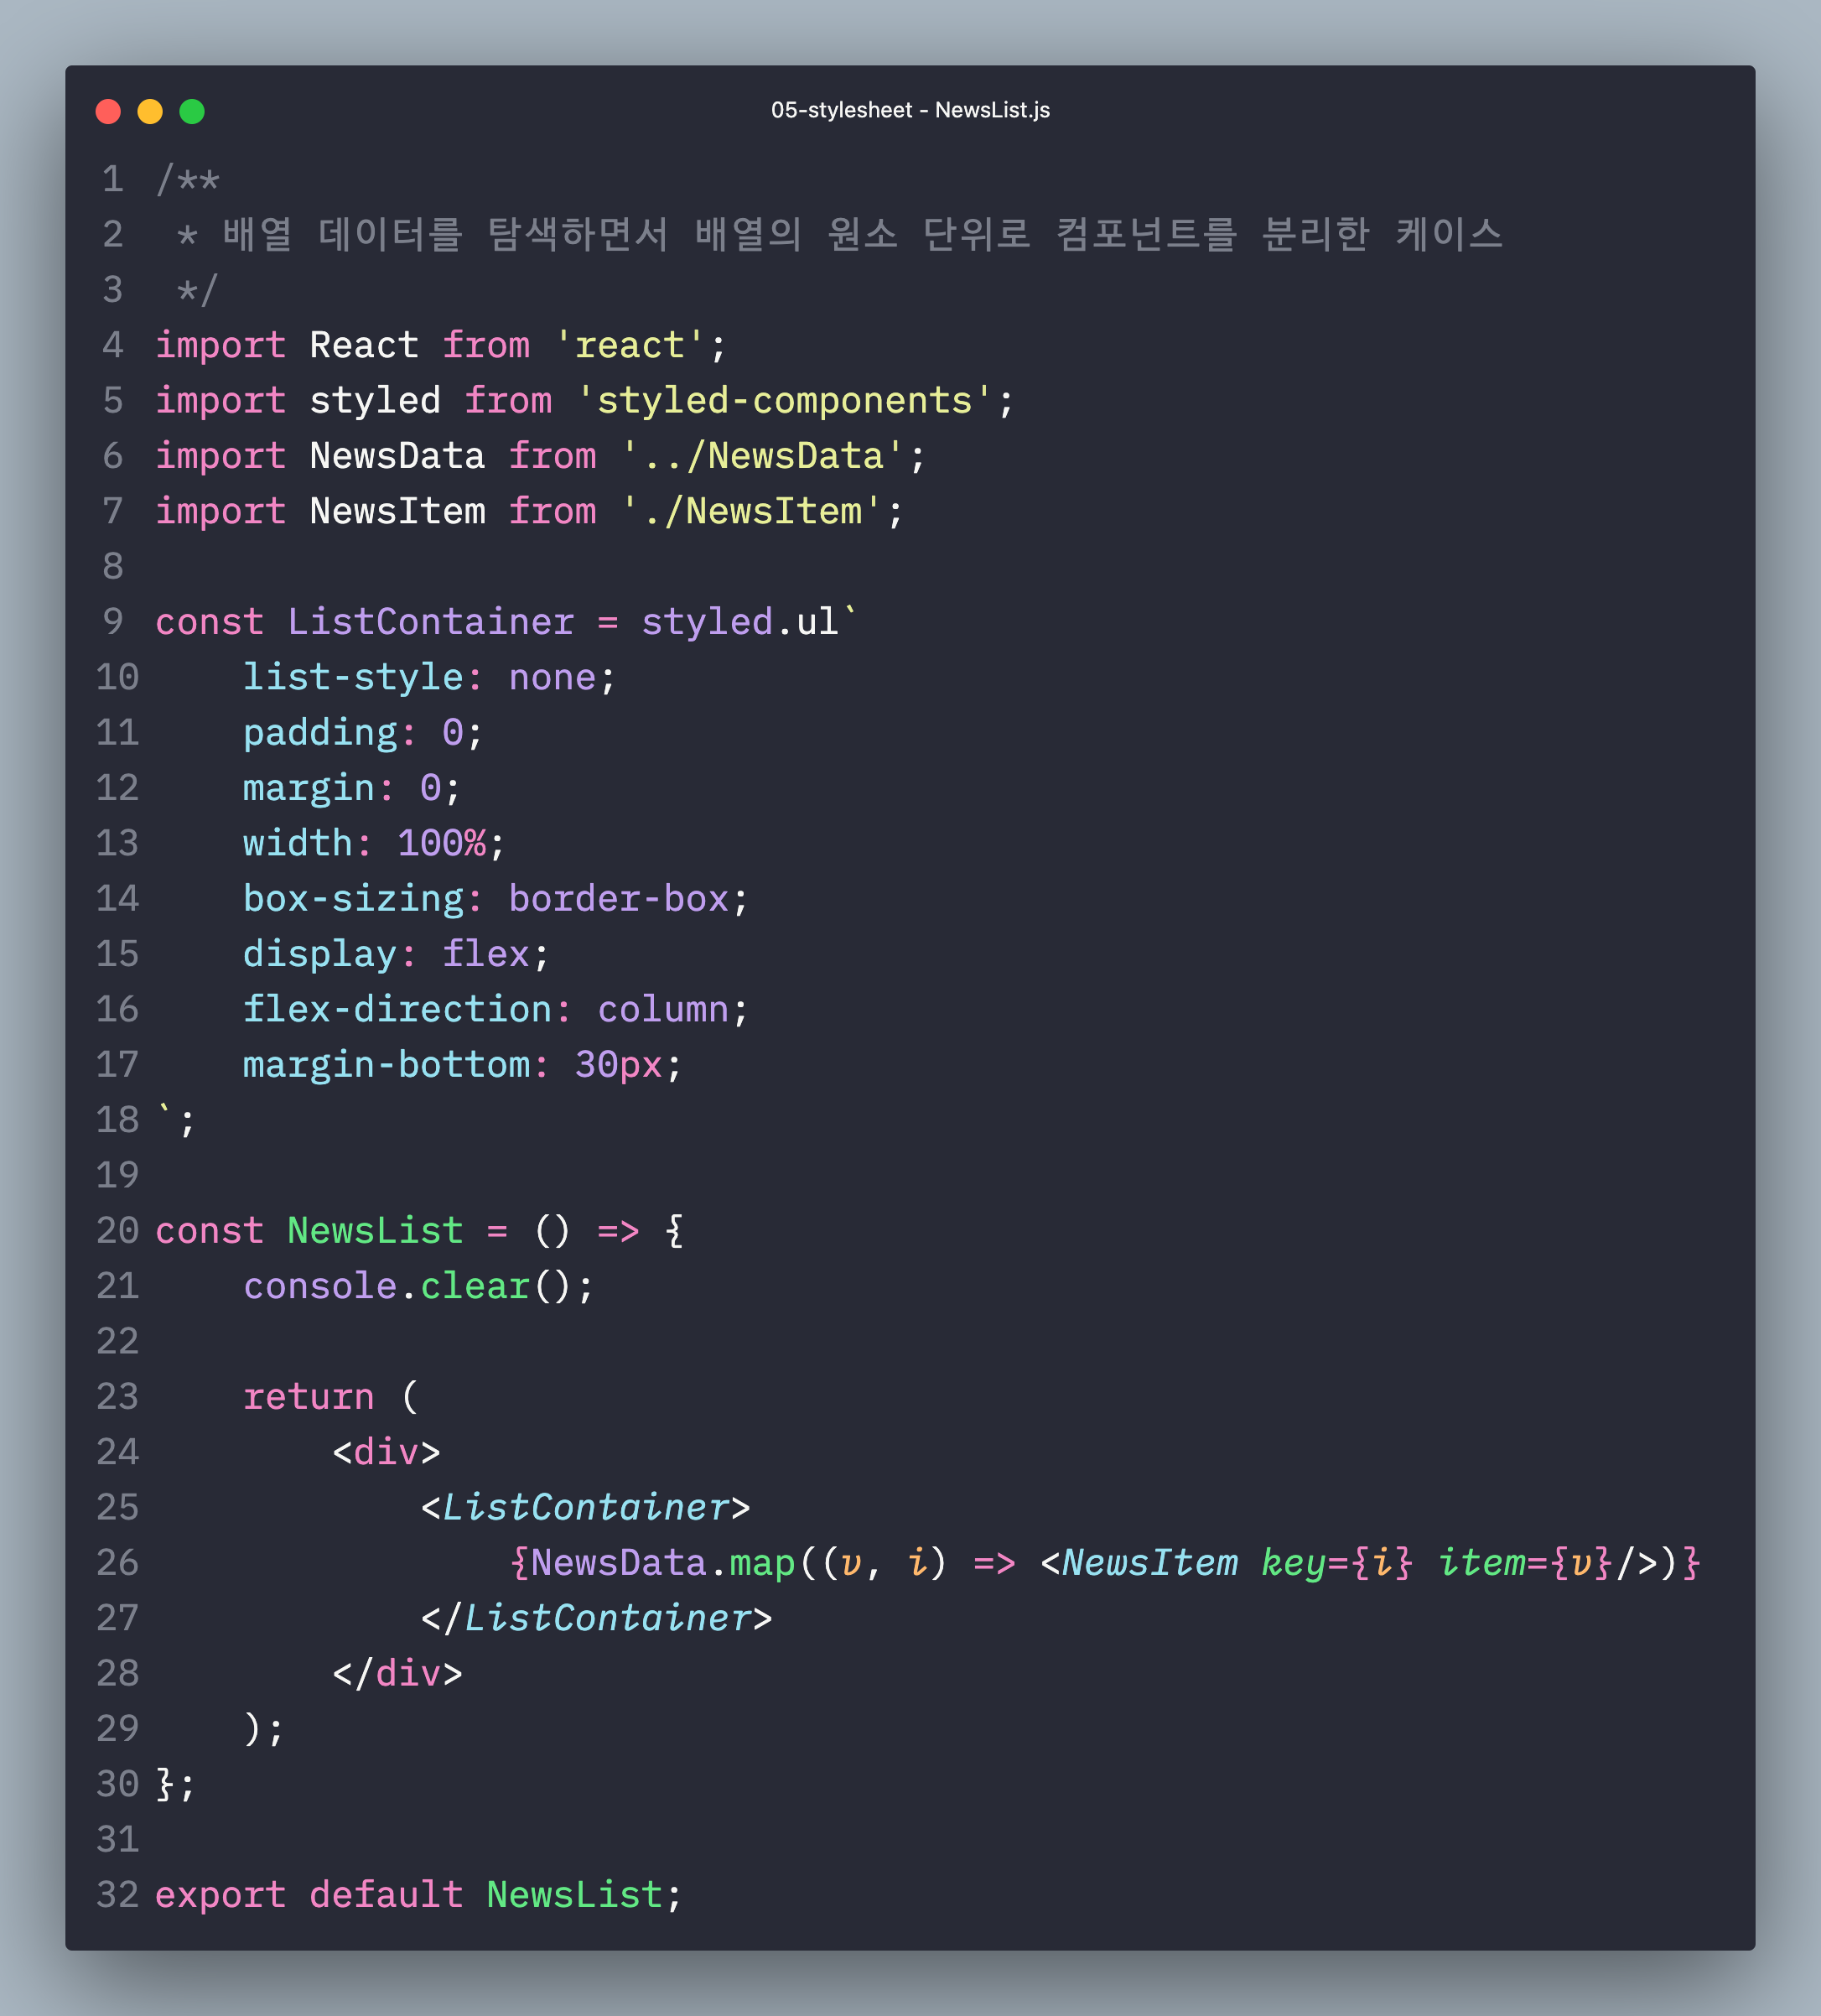 05-stylesheet - NewsList.js
1 /**
2  * 배열 데이터를 탐색하면서 배열의 원소 단위로 컴포넌트를 분리한 케이스
3  */
4 import React from 'react';
5 import styled from 'styled-components';
6 import NewsData from '../NewsData';
7 import NewsItem from './NewsItem';
8
9 const ListContainer = styled.ul`
10     list-style: none;
11     padding: 0;
12     margin: 0;
13     width: 100%;
14     box-sizing: border-box;
15     display: flex;
16     flex-direction: column;
17     margin-bottom: 30px;
18 `;
19
20 const NewsList = () => {
21     console.clear();
22
23     return (
24         <div>
25             <ListContainer>
26                 {NewsData.map((v, i) => <NewsItem key={i} item={v}/>)}
27             </ListContainer>
28         </div>
29     );
30 };
31
32 export default NewsList;